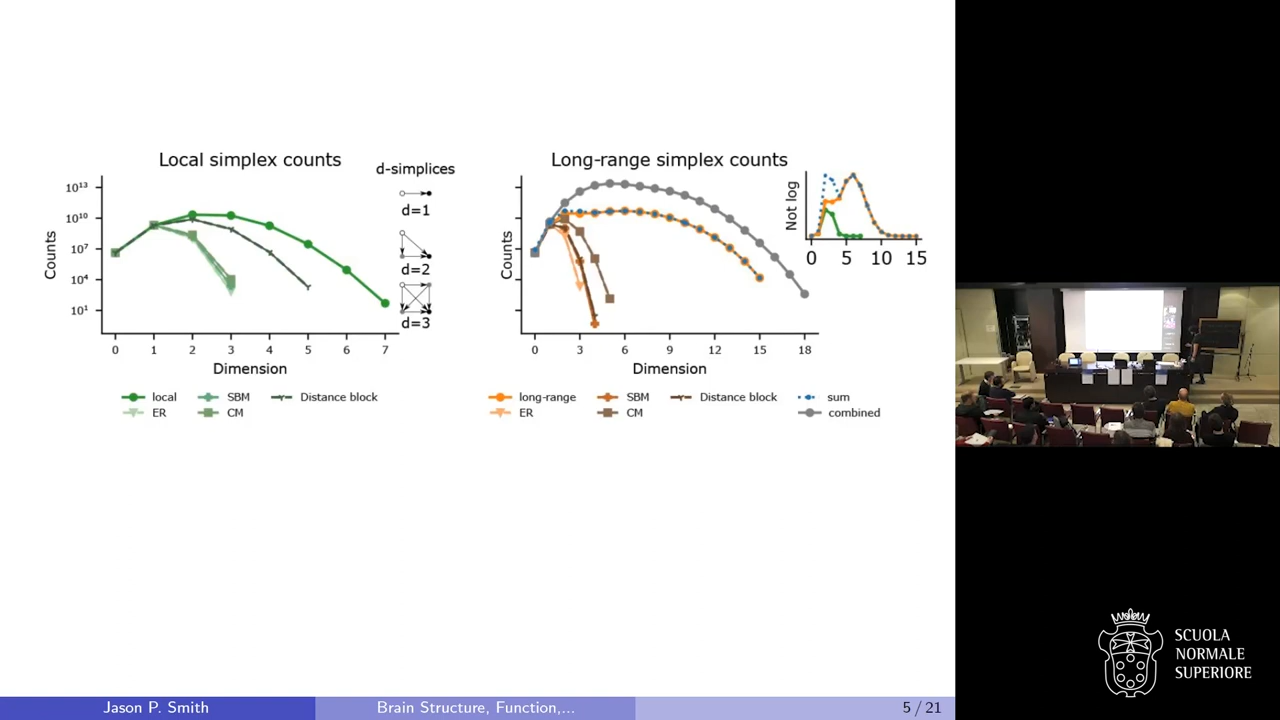 Local simplex counts
Counts
10^13
10^10
10^7
10^4
10^1
0 1 2 3 4 5 6 7
Dimension
d-simplices
d=1
d=2
d=3
local SBM Distance block
ER CM
Long-range simplex counts
Counts
0 3 6 9 12 15 18
Dimension
Not log
0 5 10 15
long-range SBM Distance block sum
ER CM combined
SCUOLA
NORMALE
SUPERIORE
Jason P. Smith Brain Structure, Function,... 5 / 21